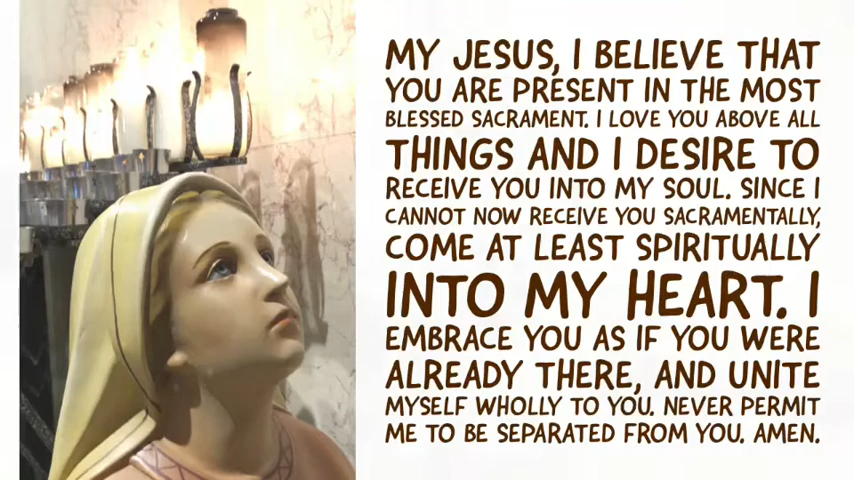 MY JESUS, I BELIEVE THAT
YOU ARE PRESENT IN THE MOST
BLESSED SACRAMENT. I LOVE YOU ABOVE ALL
THINGS AND I DESIRE TO
RECEIVE YOU INTO MY SOUL. SINCE I
CANNOT NOW RECEIVE YOU SACRAMENTALLY,
COME AT LEAST SPIRITUALLY
INTO MY HEART. I
EMBRACE YOU AS IF YOU WERE
ALREADY THERE, AND UNITE
MYSELF WHOLLY TO YOU. NEVER PERMIT
ME TO BE SEPARATED FROM YOU. AMEN.